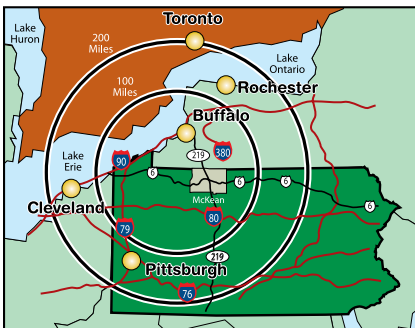 Toronto
Lake
Huron
200
Miles
Lake
Ontario
100
Miles
Rochester
Buffalo
380
219
Lake
Erie
90
6
6
6
6
McKean
Cleveland
80
79
219
Pittsburgh
76